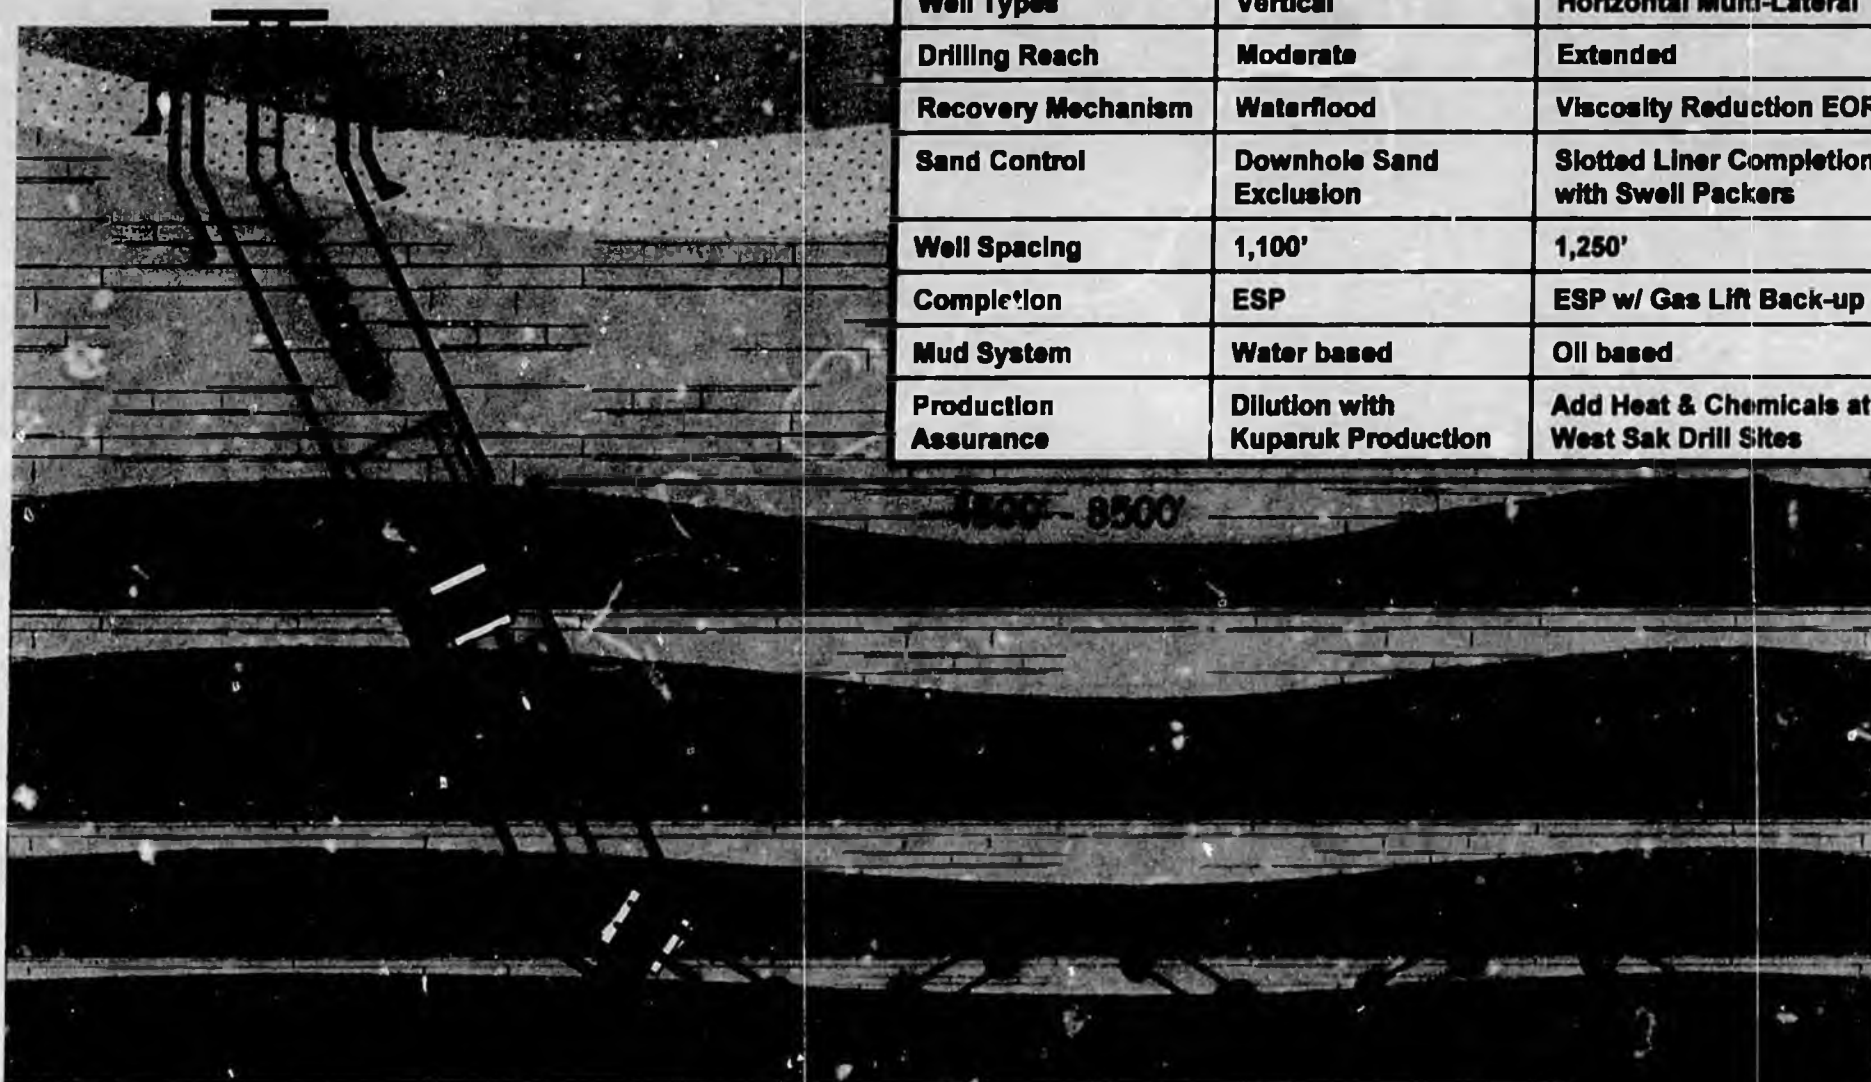 Well Types Vertical Horizontal Multi-Lateral
Drilling Reach Moderate Extended
Recovery Mechanism Waterflood Viscosity Reduction EOR
Sand Control Downhole Sand Slotted Liner Completion
Exclusion with Swell Packers
Well Spacing 1,100' 1,250'
Completion ESP ESP w/ Gas Lift Back-up
Mud System Water based Oil based
Production Dilution with Add Heat & Chemicals at
Assurance Kuparuk Production West Sak Drill Sites
- 8500'